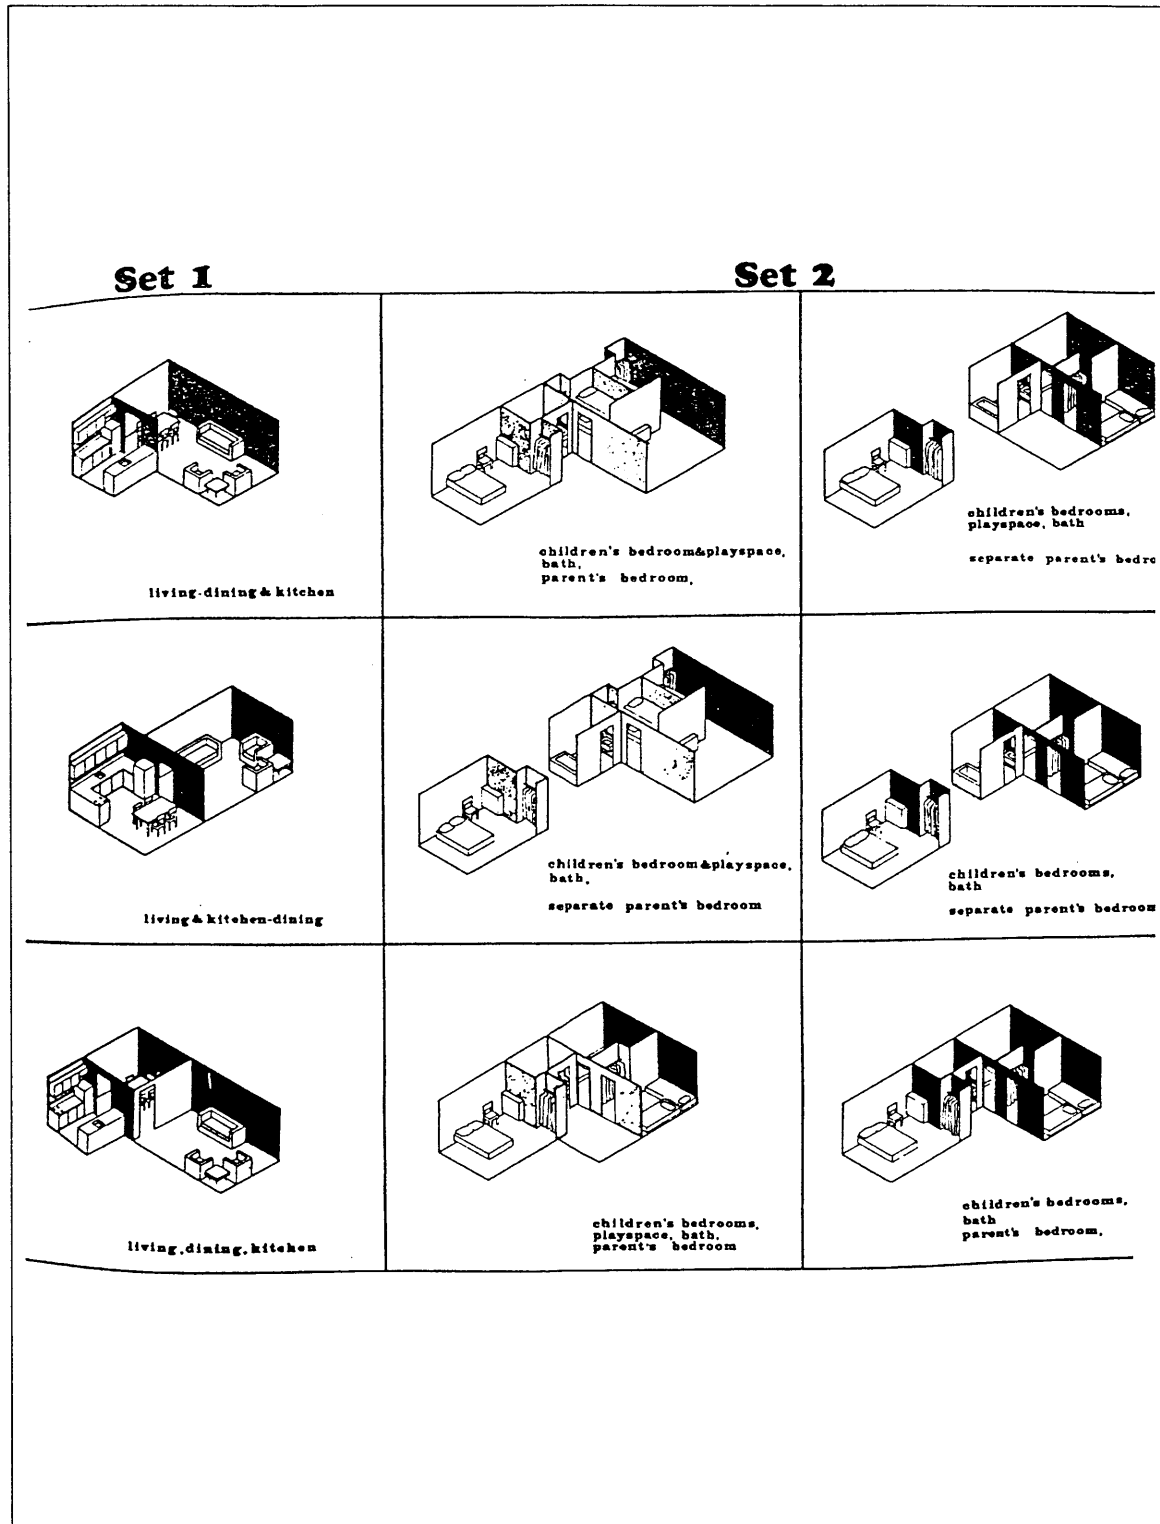 Set 1
Set 2
living-dining & kitchen
children's bedroom&playspace,
bath,
parent's bedroom,
children's bedrooms,
playspace, bath
separate parent's bedro
living & kitchen-dining
children's bedroom&playspace,
bath,
separate parent's bedroom
children's bedrooms,
bath
separate parent's bedroom
living, dining, kitchen
children's bedrooms,
playspace, bath,
parent's bedroom
children's bedrooms,
bath
parent's bedroom,